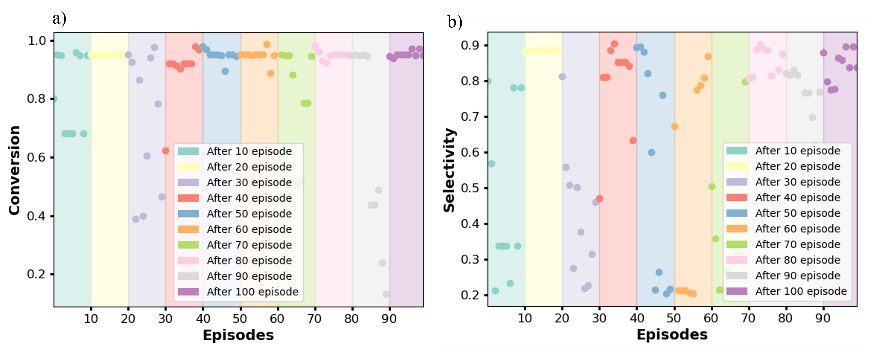 a)
1.0
0.8
0.6
0.4
0.2
Conversion
After 10 episode
After 20 episode
After 30 episode
After 40 episode
After 50 episode
After 60 episode
After 70 episode
After 80 episode
After 90 episode
After 100 episode
10 20 30 40 50 60 70 80 90
Episodes
b)
0.9
0.8
0.7
0.6
0.5
0.4
0.3
0.2
Selectivity
After 10 episode
After 20 episode
After 30 episode
After 40 episode
After 50 episode
After 60 episode
After 70 episode
After 80 episode
After 90 episode
After 100 episode
10 20 30 40 50 60 70 80 90
Episodes